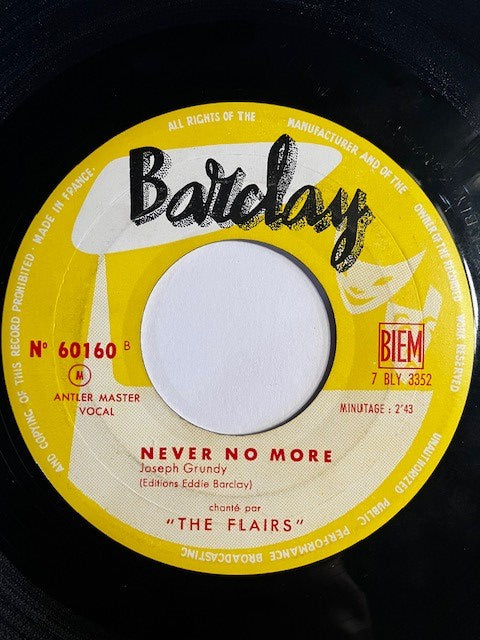 AND COPYING OF THIS RECORD PROHIBITED · MADE IN FRANCE - ALL RIGHTS OF THE MANUFACTURER AND OF THE OWNER OF THE RECORDED WORK RESERVED
UNAUTHORIZED PUBLIC PERFORMANCE BROADCASTING
Barclay
N° 60160 B
M
ANTLER MASTER
VOCAL
BIEM
7 BLY 3352
MINUTAGE : 2'43
NEVER NO MORE
Joseph Grundy
(Editions Eddie Barclay)
chanté par
"THE FLAIRS"